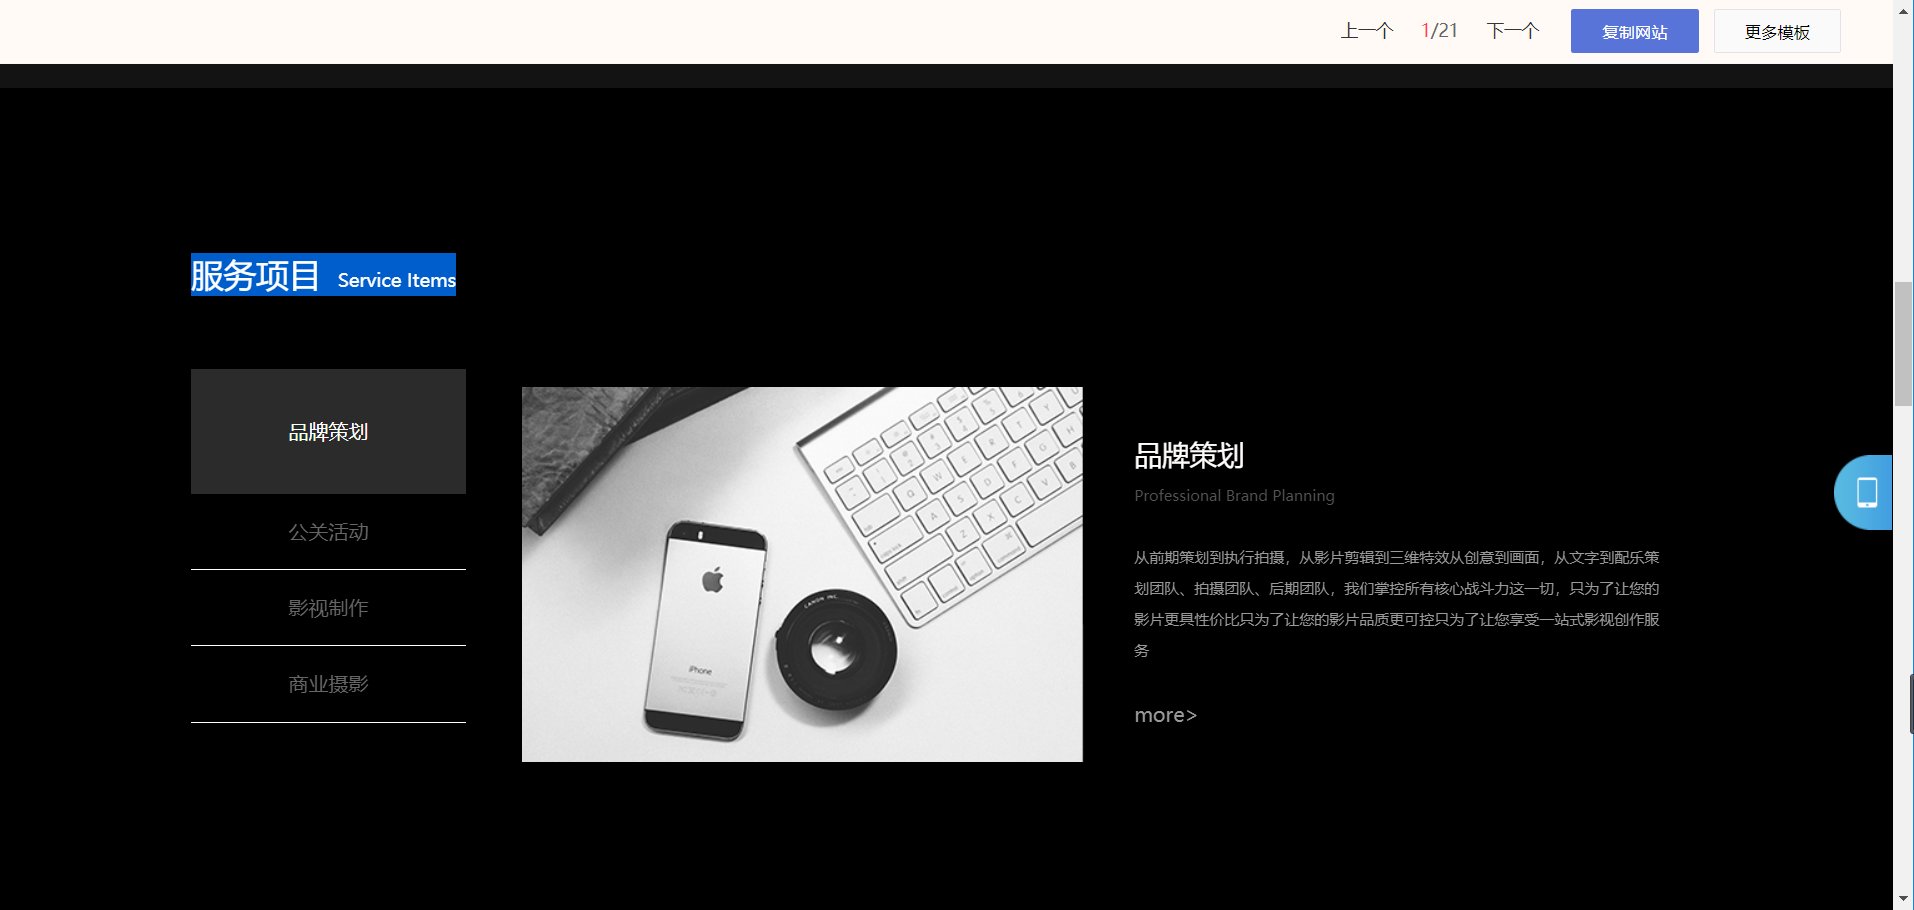 上一个 1/21 下一个 复制网站 更多模板
服务项目 Service Items
品牌策划
公关活动
影视制作
商业摄影
iPhone
CANON INC.
品牌策划
Professional Brand Planning
从前期策划到执行拍摄，从影片剪辑到三维特效从创意到画面，从文字到配乐策
划团队、拍摄团队、后期团队，我们掌控所有核心战斗力这一切，只为了让您的
影片更具性价比只为了让您的影片品质更可控只为了让您享受一站式影视创作服
务
more>